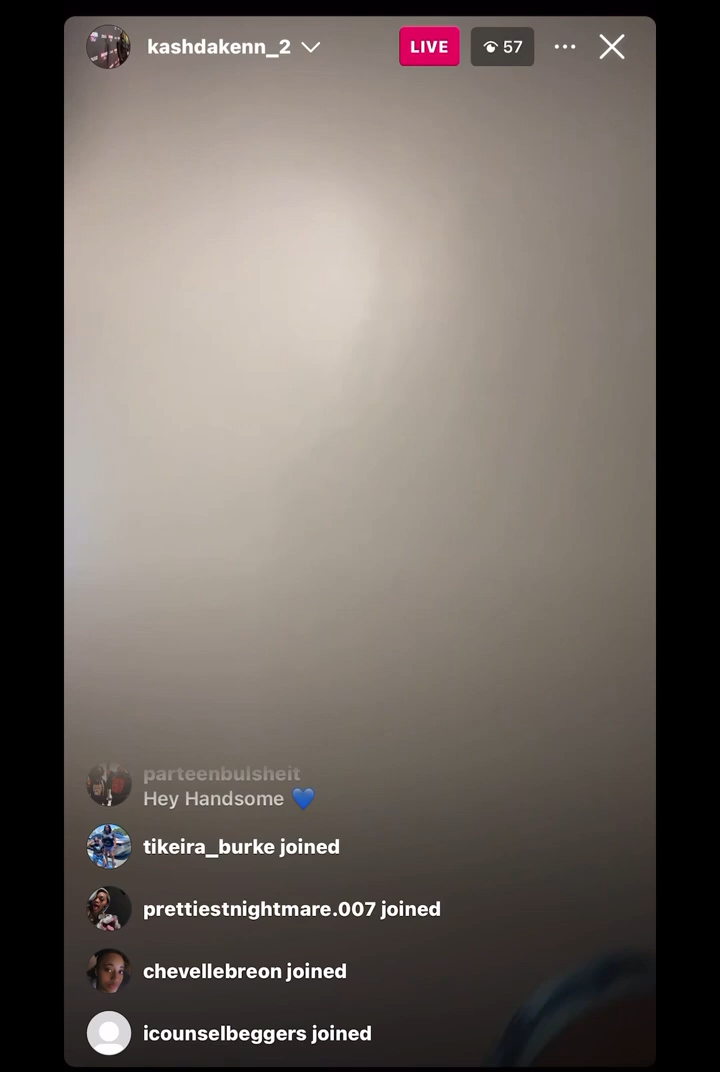 kashdakenn_2
LIVE
57
parteenbulsheit
Hey Handsome 💙
tikeira_burke joined
prettiestnightmare.007 joined
chevellebreon joined
icounselbeggers joined